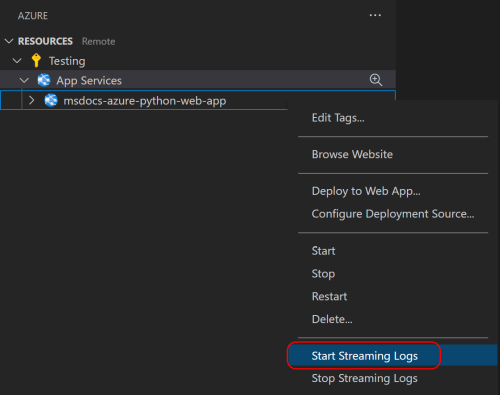 AZURE
RESOURCES Remote
Testing
App Services
msdocs-azure-python-web-app
Edit Tags...
Browse Website
Deploy to Web App...
Configure Deployment Source...
Start
Stop
Restart
Delete...
Start Streaming Logs
Stop Streaming Logs